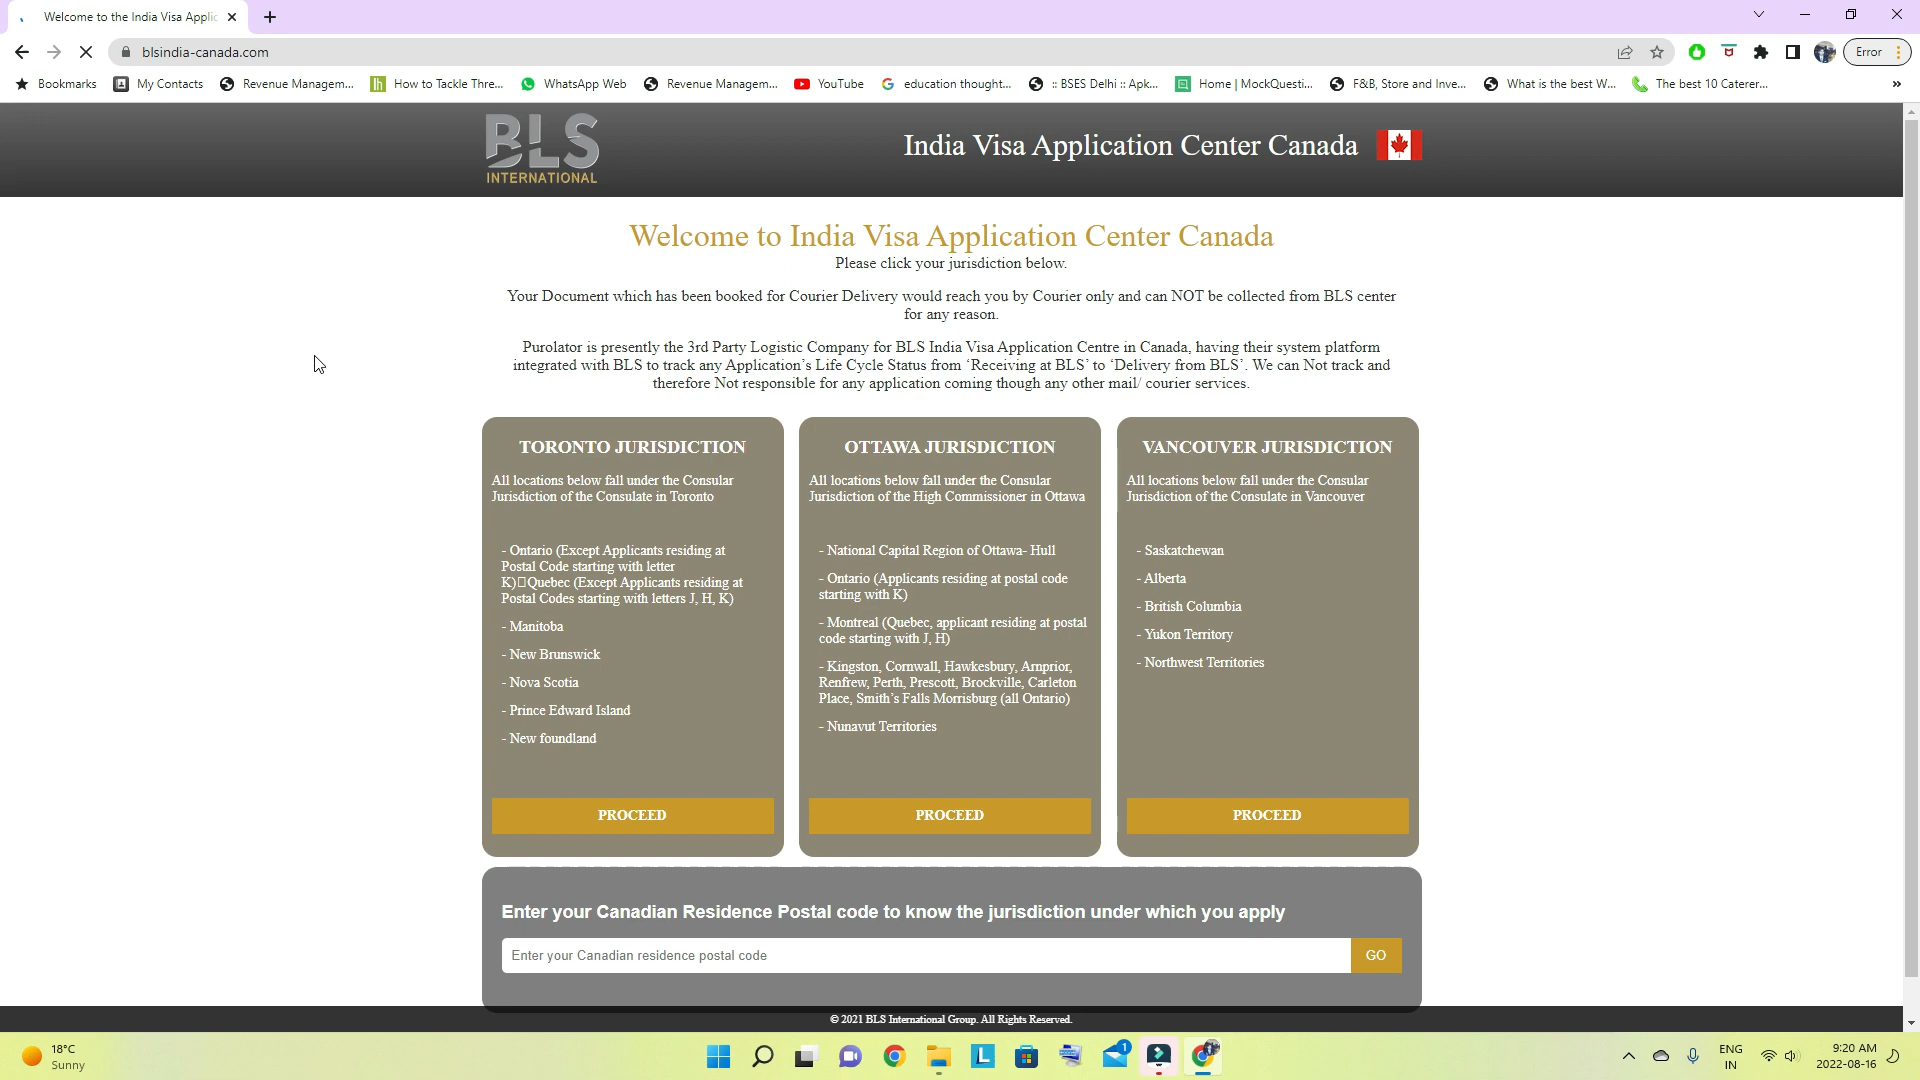 Welcome to the India Visa Applic
blsindia-canada.com
Error
Bookmarks
My Contacts
Revenue Managem...
How to Tackle Thre...
WhatsApp Web
Revenue Managem...
YouTube
education thought...
:: BSES Delhi :: Apk...
Home | MockQuesti...
F&B, Store and Inve...
What is the best W...
The best 10 Caterer...
BLS
INTERNATIONAL
India Visa Application Center Canada
Welcome to India Visa Application Center Canada
Please click your jurisdiction below.
Your Document which has been booked for Courier Delivery would reach you by Courier only and can NOT be collected from BLS center
for any reason.
Purolator is presently the 3rd Party Logistic Company for BLS India Visa Application Centre in Canada, having their system platform
integrated with BLS to track any Application’s Life Cycle Status from ‘Receiving at BLS’ to ‘Delivery from BLS’. We can Not track and
therefore Not responsible for any application coming though any other mail/ courier services.
TORONTO JURISDICTION
All locations below fall under the Consular
Jurisdiction of the Consulate in Toronto
- Ontario (Except Applicants residing at
Postal Code starting with letter
K)Quebec (Except Applicants residing at
Postal Codes starting with letters J, H, K)
- Manitoba
- New Brunswick
- Nova Scotia
- Prince Edward Island
- New foundland
PROCEED
OTTAWA JURISDICTION
All locations below fall under the Consular
Jurisdiction of the High Commissioner in Ottawa
- National Capital Region of Ottawa- Hull
- Ontario (Applicants residing at postal code
starting with K)
- Montreal (Quebec, applicant residing at postal
code starting with J, H)
- Kingston, Cornwall, Hawkesbury, Arnprior,
Renfrew, Perth, Prescott, Brockville, Carleton
Place, Smith’s Falls Morrisburg (all Ontario)
- Nunavut Territories
PROCEED
VANCOUVER JURISDICTION
All locations below fall under the Consular
Jurisdiction of the Consulate in Vancouver
- Saskatchewan
- Alberta
- British Columbia
- Yukon Territory
- Northwest Territories
PROCEED
Enter your Canadian Residence Postal code to know the jurisdiction under which you apply
Enter your Canadian residence postal code
GO
© 2021 BLS International Group. All Rights Reserved.
18°C
Sunny
L
1
ENG
IN
9:20 AM
2022-08-16